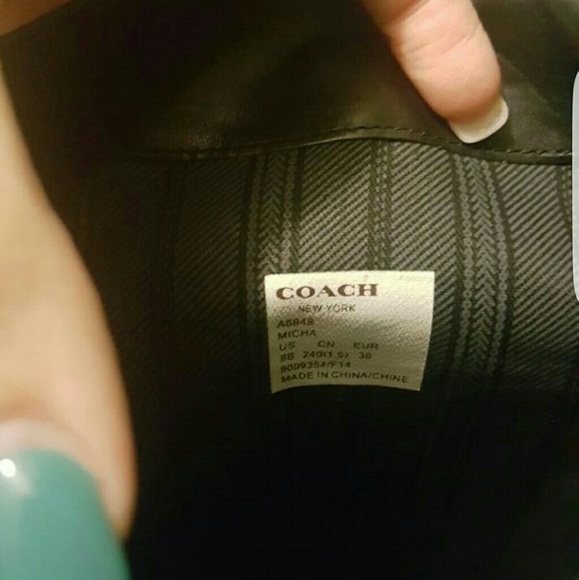 COACH
NEW YORK
A6848
MICHA
US CN EUR
8B 240(1.5) 38
8009384/F14
MADE IN CHINA/CHINE